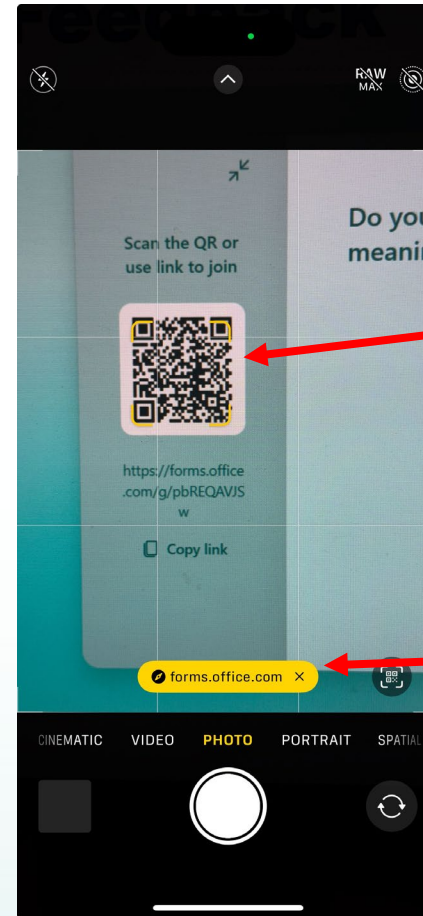 Feedback
RAW
MAX
Scan the QR or
use link to join
Do you
https://forms.office
.com/g/pbREQAVJS
w
Copy link
forms.office.com
CINEMATIC
VIDEO
PHOTO
PORTRAIT
SPATIAL